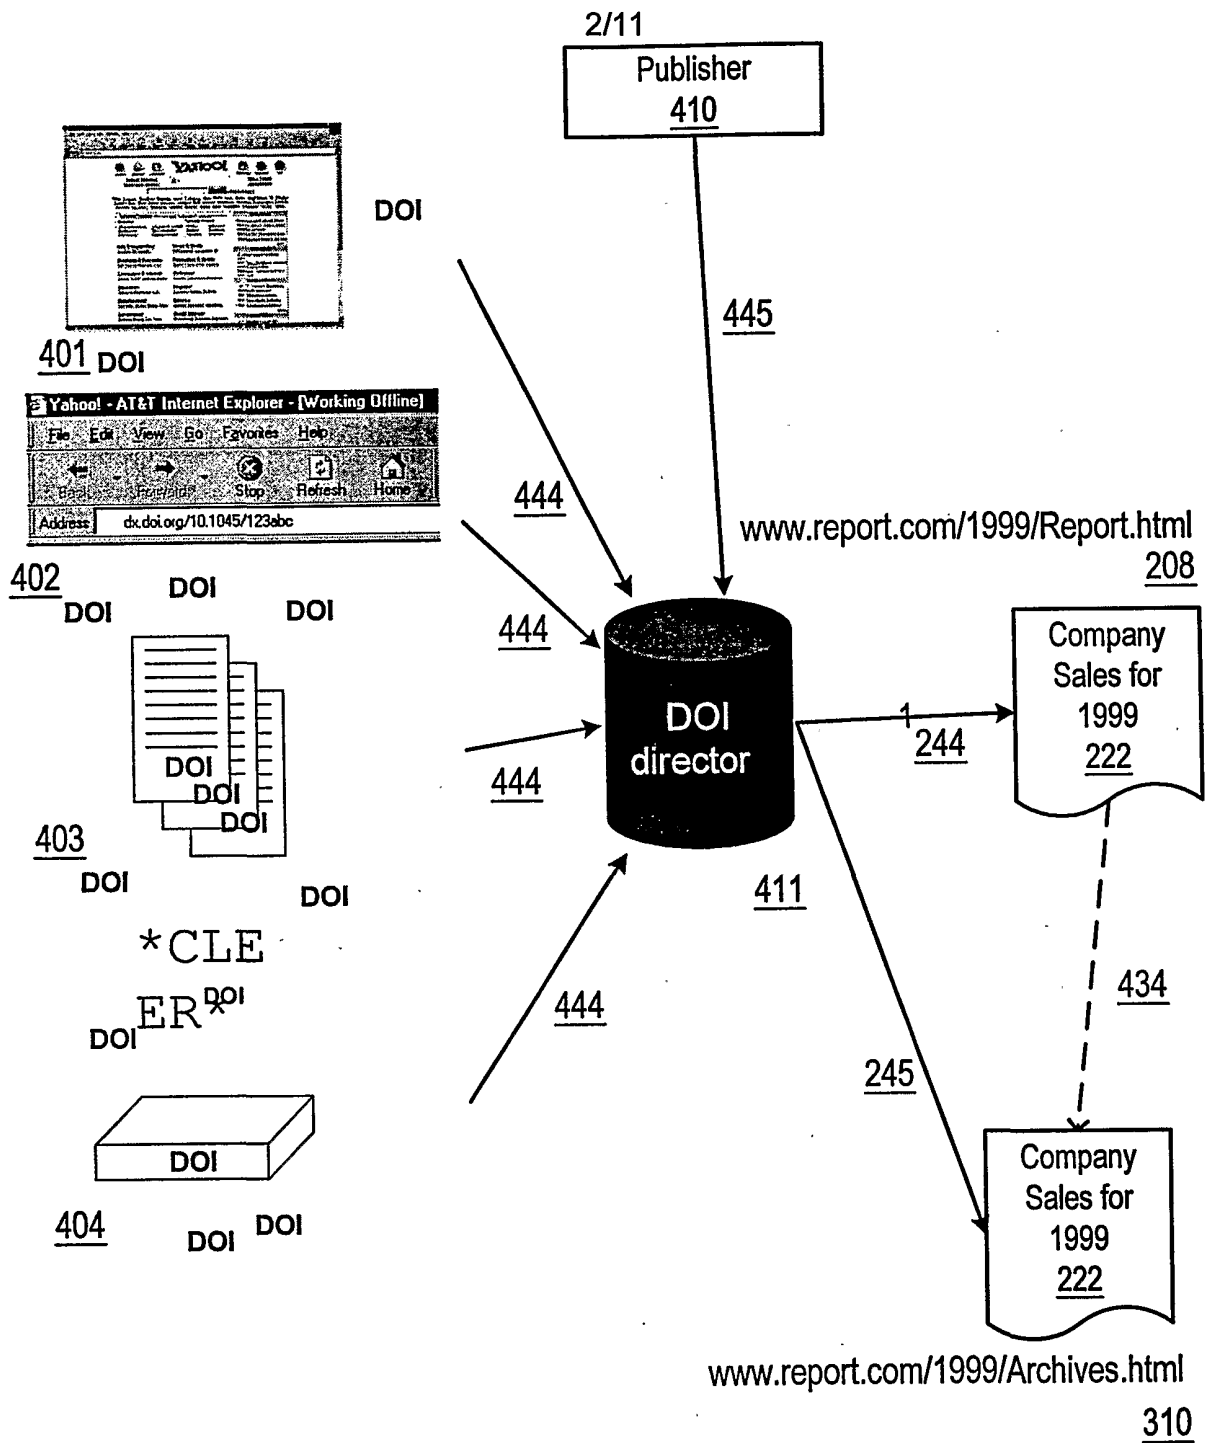 2/11
Publisher
410
YAHOO!
DOI
445
401 DOI
Yahoo! - AT&T Internet Explorer - [Working Offline]
File Edit View Go Favorites Help
Back Forward Stop Refresh Home
Address dx.doi.org/10.1045/123abc
444
www.report.com/1999/Report.html
208
402
DOI
DOI
DOI
444
Company
Sales for
1999
222
DOI
director
1
244
DOI
DOI
DOI
444
403
DOI
DOI
411
*CLE
ER*
DOI
DOI
444
434
245
DOI
404
DOI
DOI
Company
Sales for
1999
222
www.report.com/1999/Archives.html
310